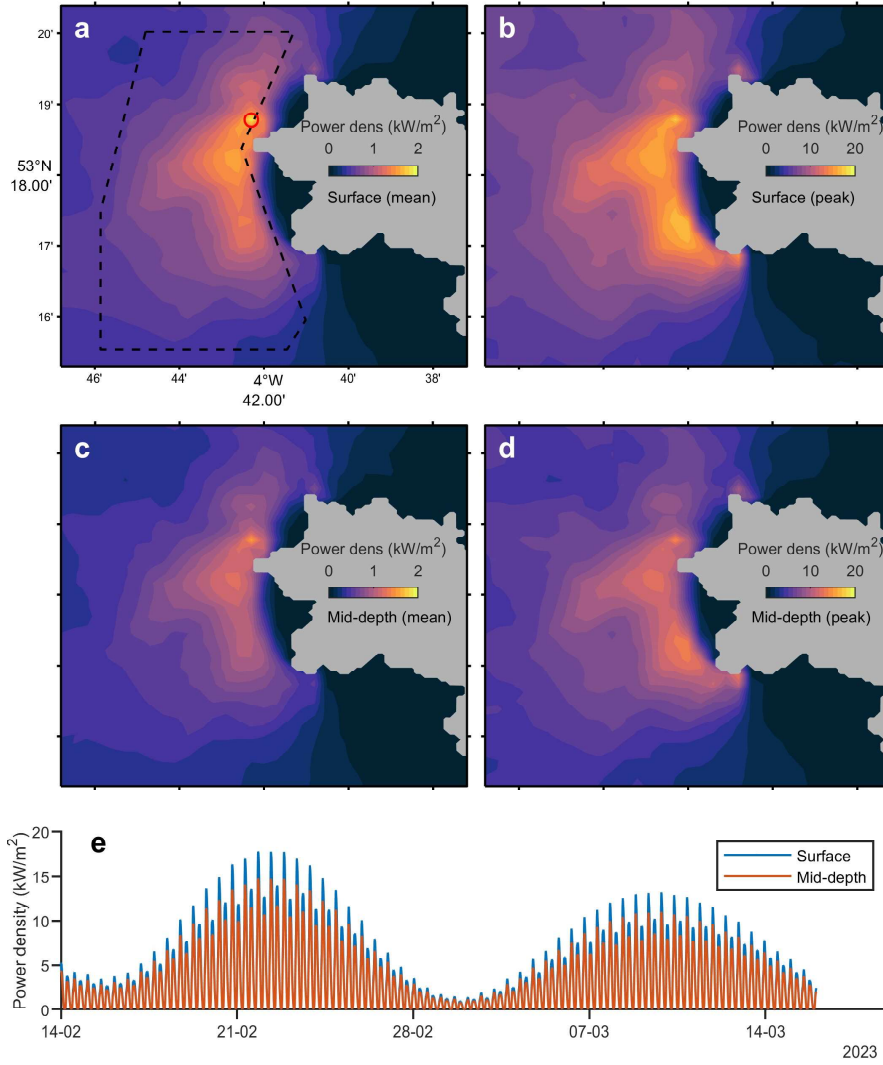 a
b
20'
19'
53°N
18.00'
17'
16'
Power dens (kW/m²)
0 1 2
Surface (mean)
Power dens (kW/m²)
0 10 20
Surface (peak)
46' 44' 4°W 40' 38'
42.00'
c
d
Power dens (kW/m²)
0 1 2
Mid-depth (mean)
Power dens (kW/m²)
0 10 20
Mid-depth (peak)
e
Power density (kW/m²)
20
15
10
5
0
Surface
Mid-depth
14-02 21-02 28-02 07-03 14-03
2023